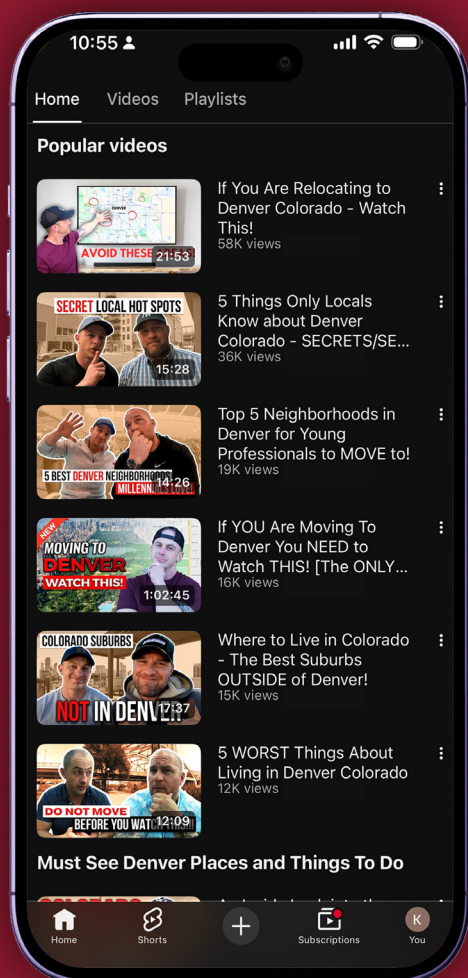 10:55
Home Videos Playlists
Popular videos
DENVER
AVOID THESE
21:53
If You Are Relocating to
Denver Colorado - Watch
This!
58K views
SECRET LOCAL HOT SPOTS
15:28
5 Things Only Locals
Know about Denver
Colorado - SECRETS/SE...
36K views
5 BEST DENVER NEIGHBORHOODS
14:26
Top 5 Neighborhoods in
Denver for Young
Professionals to MOVE to!
19K views
NEW
MOVING TO
DENVER
WATCH THIS!
1:02:45
If YOU Are Moving To
Denver You NEED to
Watch THIS! [The ONLY...
16K views
COLORADO SUBURBS
NOT IN DENVER
17:37
Where to Live in Colorado
- The Best Suburbs
OUTSIDE of Denver!
15K views
DO NOT MOVE
BEFORE YOU WATCH
12:09
5 WORST Things About
Living in Denver Colorado
12K views
Must See Denver Places and Things To Do
K
Home Shorts Subscriptions You